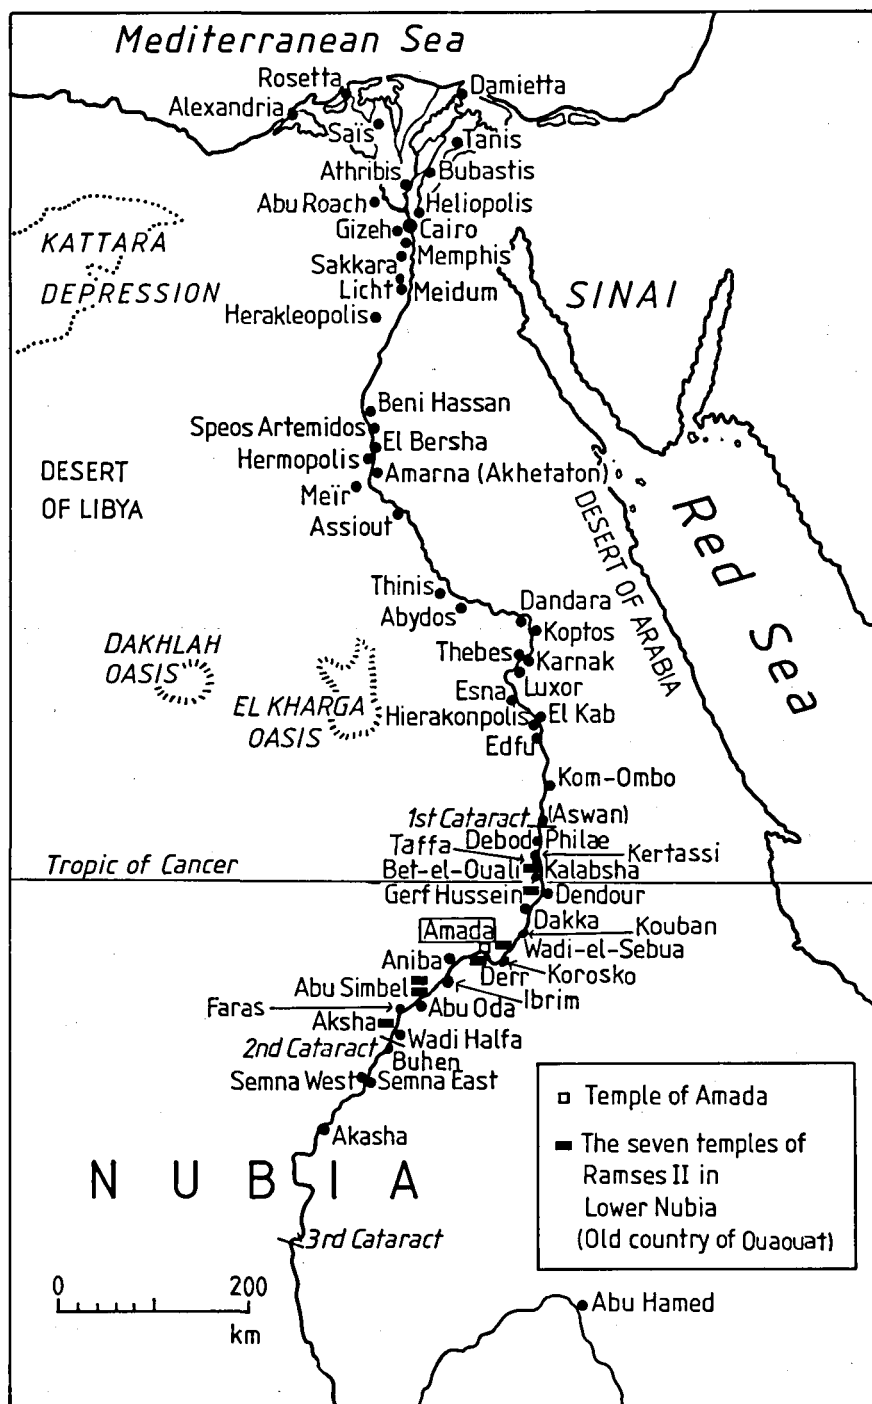 Mediterranean Sea
Rosetta
Damietta
Alexandria
Saïs
Tanis
Athribis
Bubastis
Abu Roach
Heliopolis
KATTARA
DEPRESSION
Gizeh
Cairo
Memphis
Sakkara
Licht
Meidum
SINAI
Herakleopolis
Beni Hassan
Speos Artemidos
El Bersha
Hermopolis
Amarna (Akhetaton)
DESERT
OF LIBYA
Meïr
Assiout
Red Sea
DESERT OF ARABIA
Thinis
Abydos
Dandara
Koptos
DAKHLAH
OASIS
Thebes
Karnak
Luxor
EL KHARGA
OASIS
Esna
Hierakonpolis
El Kab
Edfu
Kom-Ombo
1st Cataract
(Aswan)
Debod
Philæ
Taffa
Kertassi
Tropic of Cancer
Bet-el-Ouali
Kalabsha
Gerf Hussein
Dendour
Dakka
Kouban
Amada
Wadi-el-Sebua
Aniba
Derr
Korosko
Abu Simbel
Ibrim
Faras
Abu Oda
Aksha
Wadi Halfa
2nd Cataract
Buhen
Semna West
Semna East
Akasha
NUBIA
3rd Cataract
Abu Hamed
0 200
km
Temple of Amada
The seven temples of
Ramses II in
Lower Nubia
(Old country of Ouaouat)